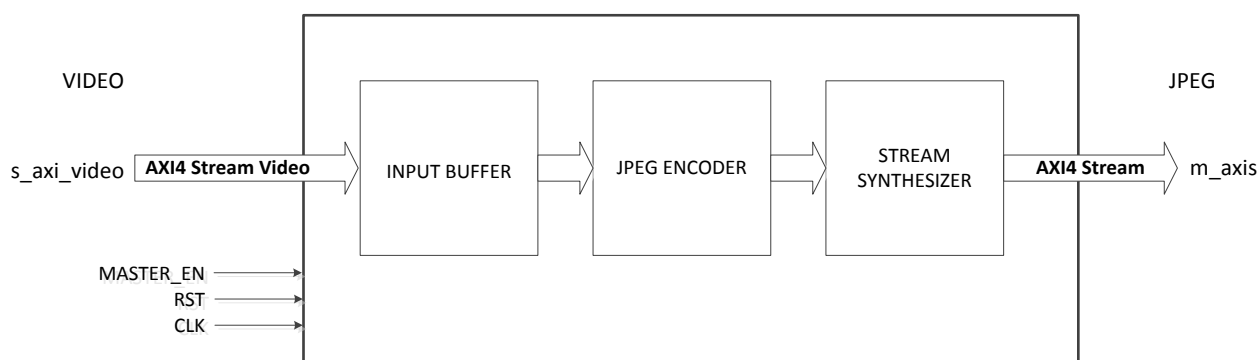 VIDEO
JPEG
s_axi_video
AXI4 Stream Video
INPUT BUFFER
JPEG ENCODER
STREAM
SYNTHESIZER
AXI4 Stream
m_axis
MASTER_EN
RST
CLK